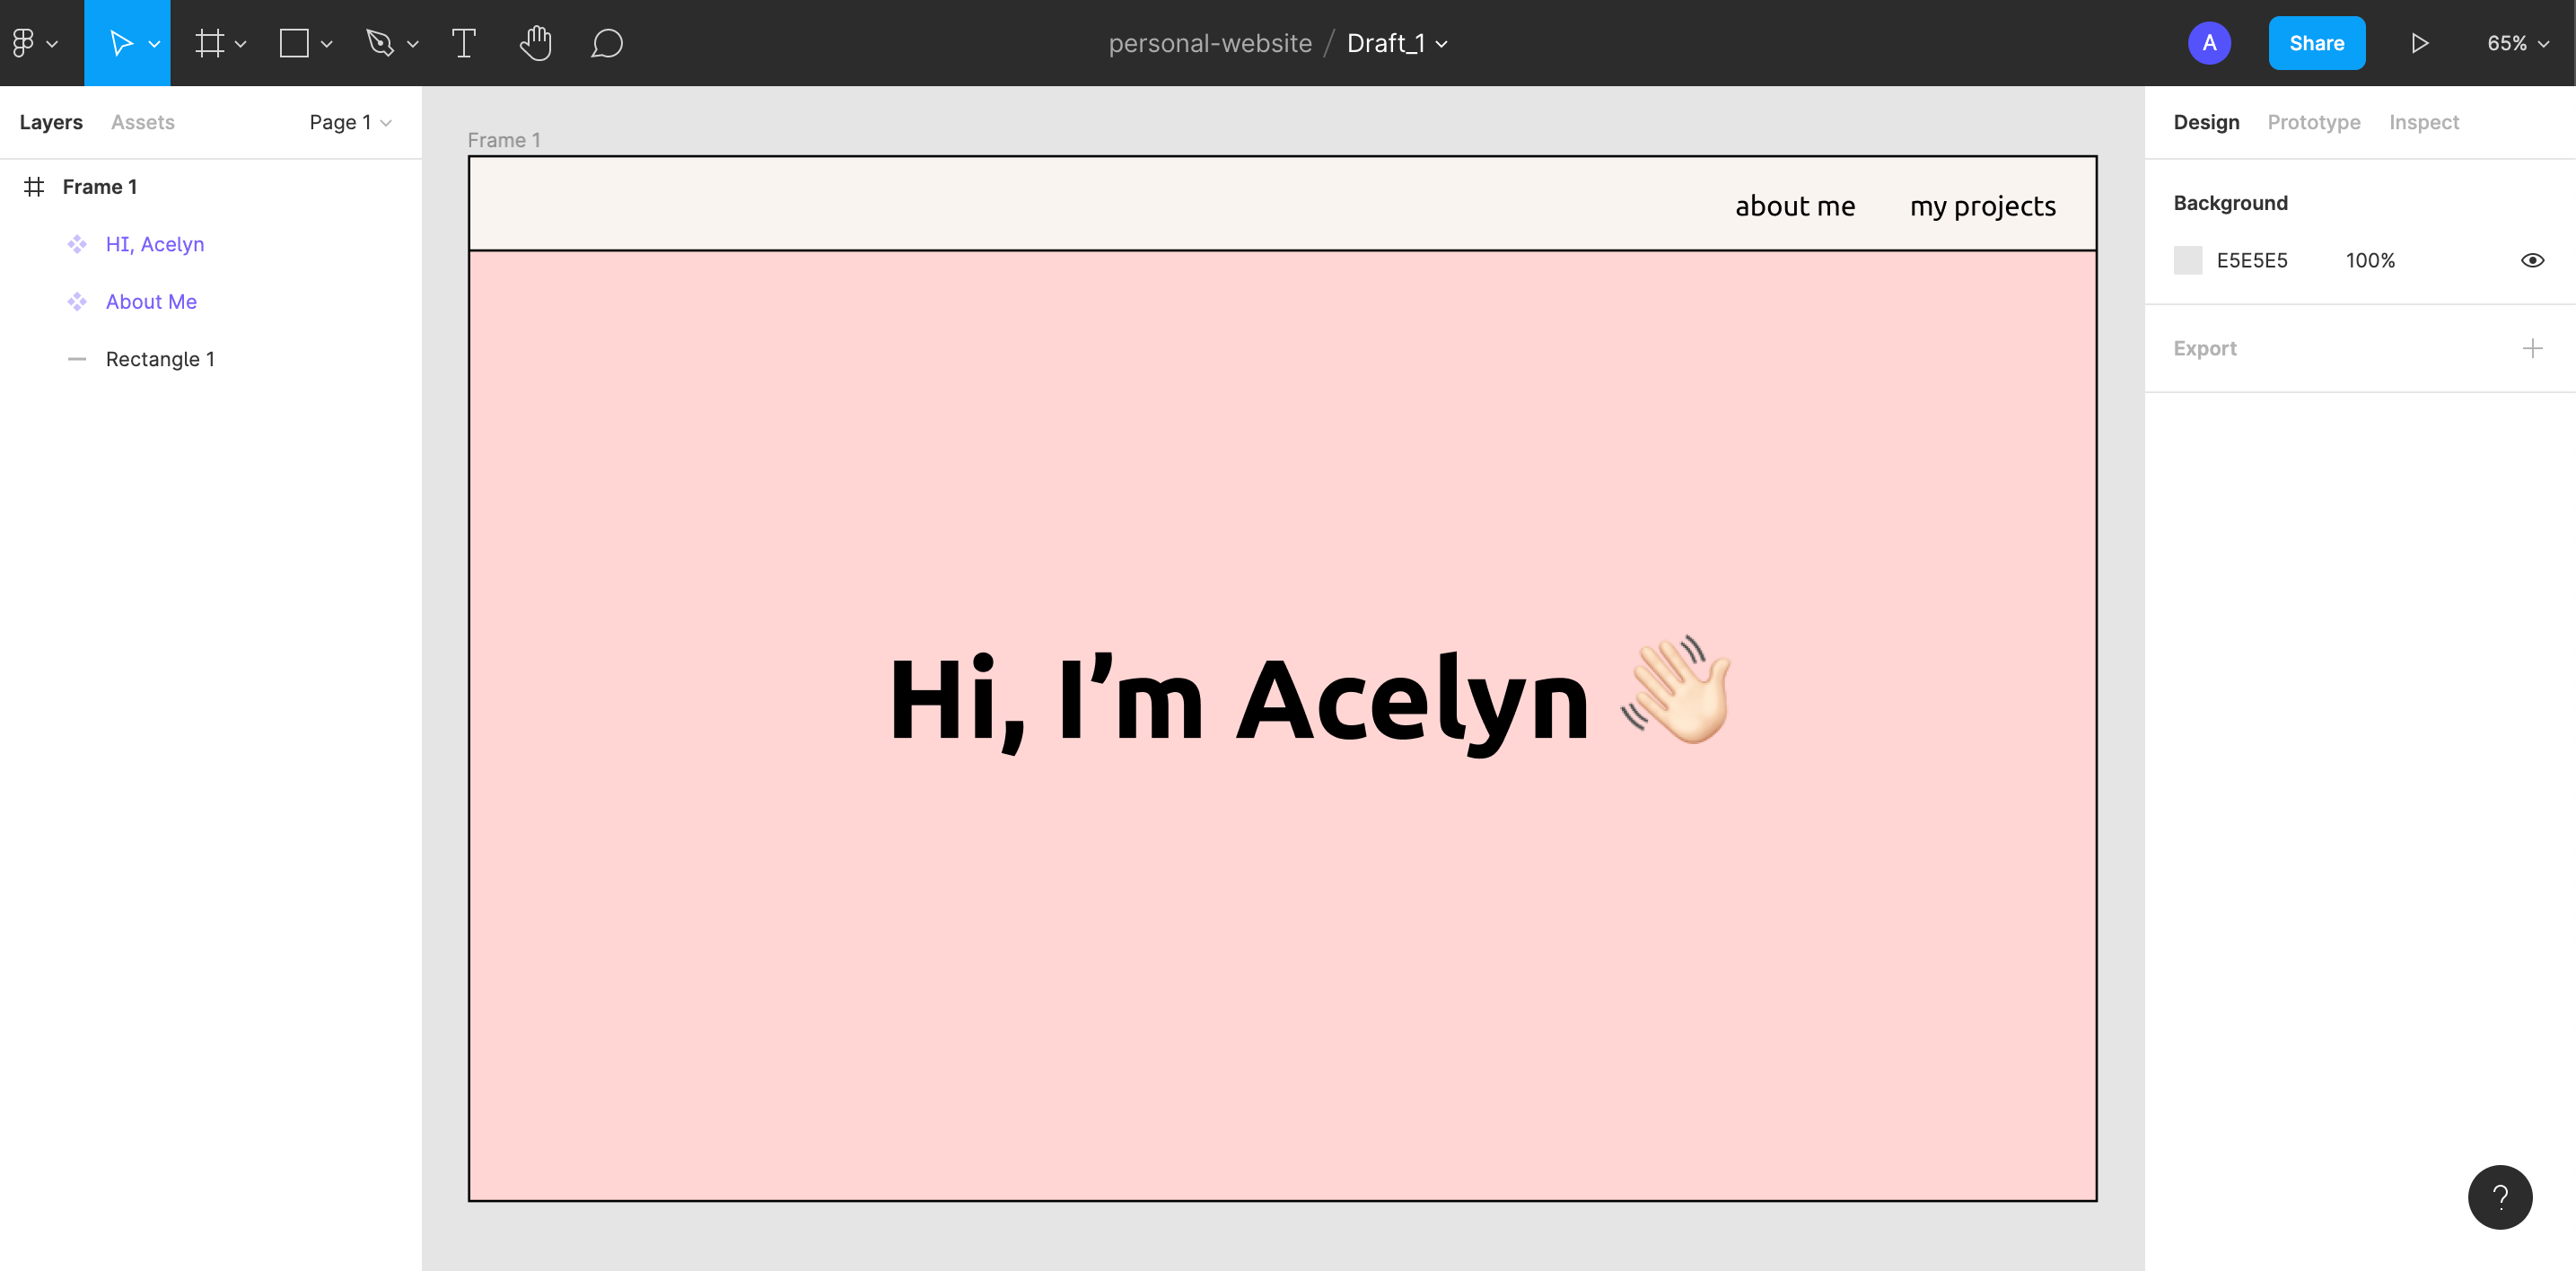 personal-website / Draft_1
A
Share
65%
Layers Assets Page 1
Frame 1
HI, Acelyn
About Me
Rectangle 1
Frame 1
about me my projects
Hi, I’m Acelyn 👋🏻
Design Prototype Inspect
Background
E5E5E5 100%
Export
?